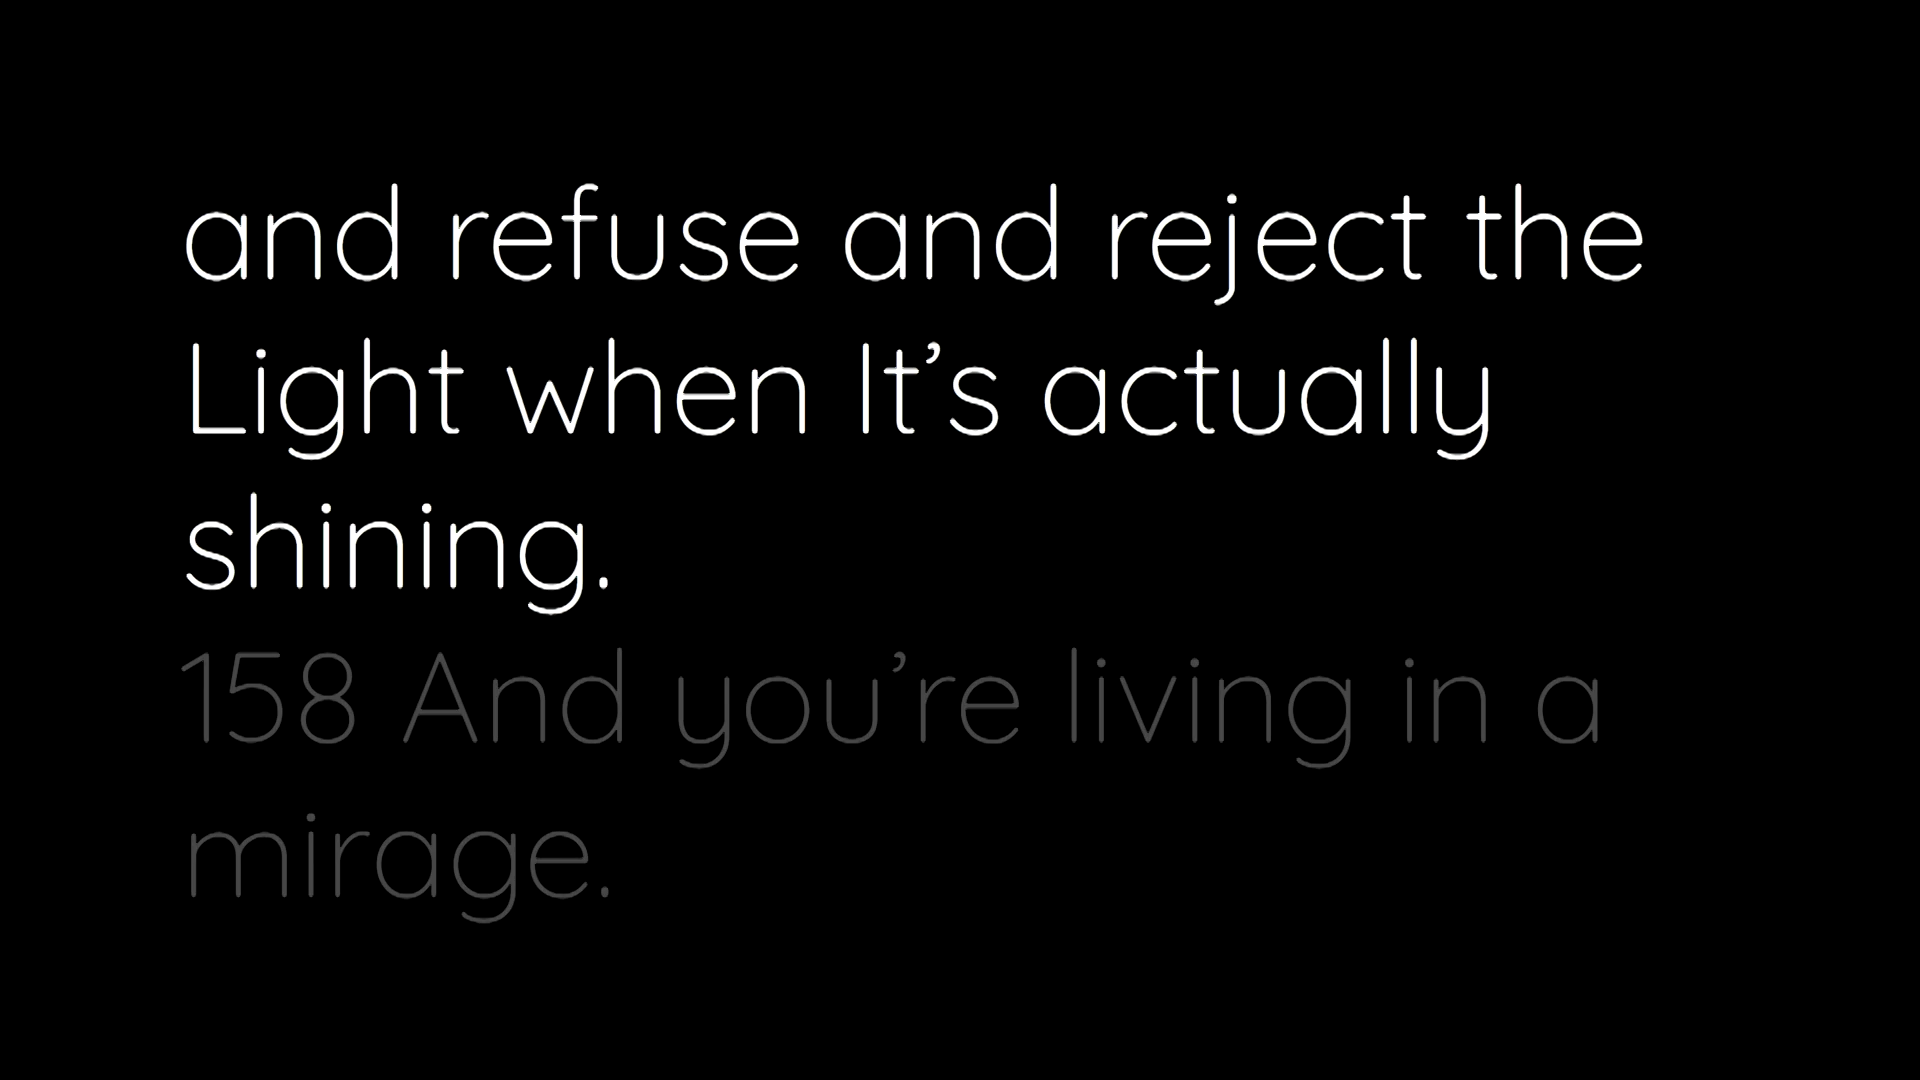 and refuse and reject the
Light when It’s actually
shining.
158 And you’re living in a
mirage.